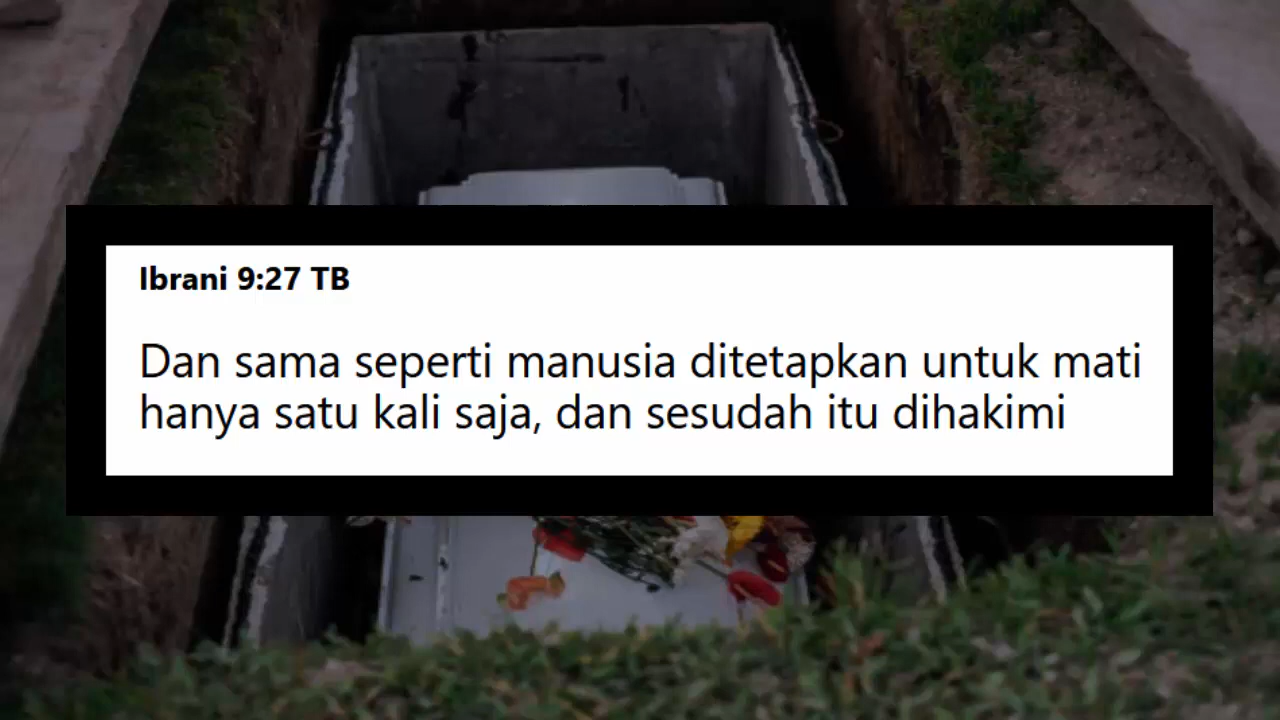 Ibrani 9:27 TB
Dan sama seperti manusia ditetapkan untuk mati
hanya satu kali saja, dan sesudah itu dihakimi